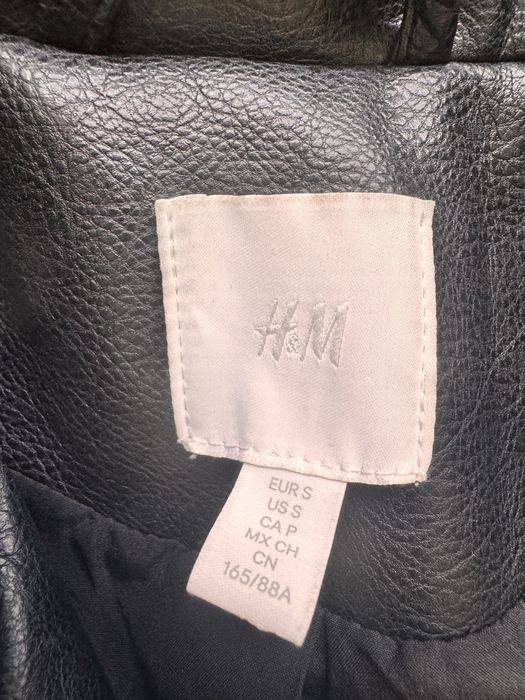 H&M
EUR S
US S
CA P
MX CH
CN
165/88A